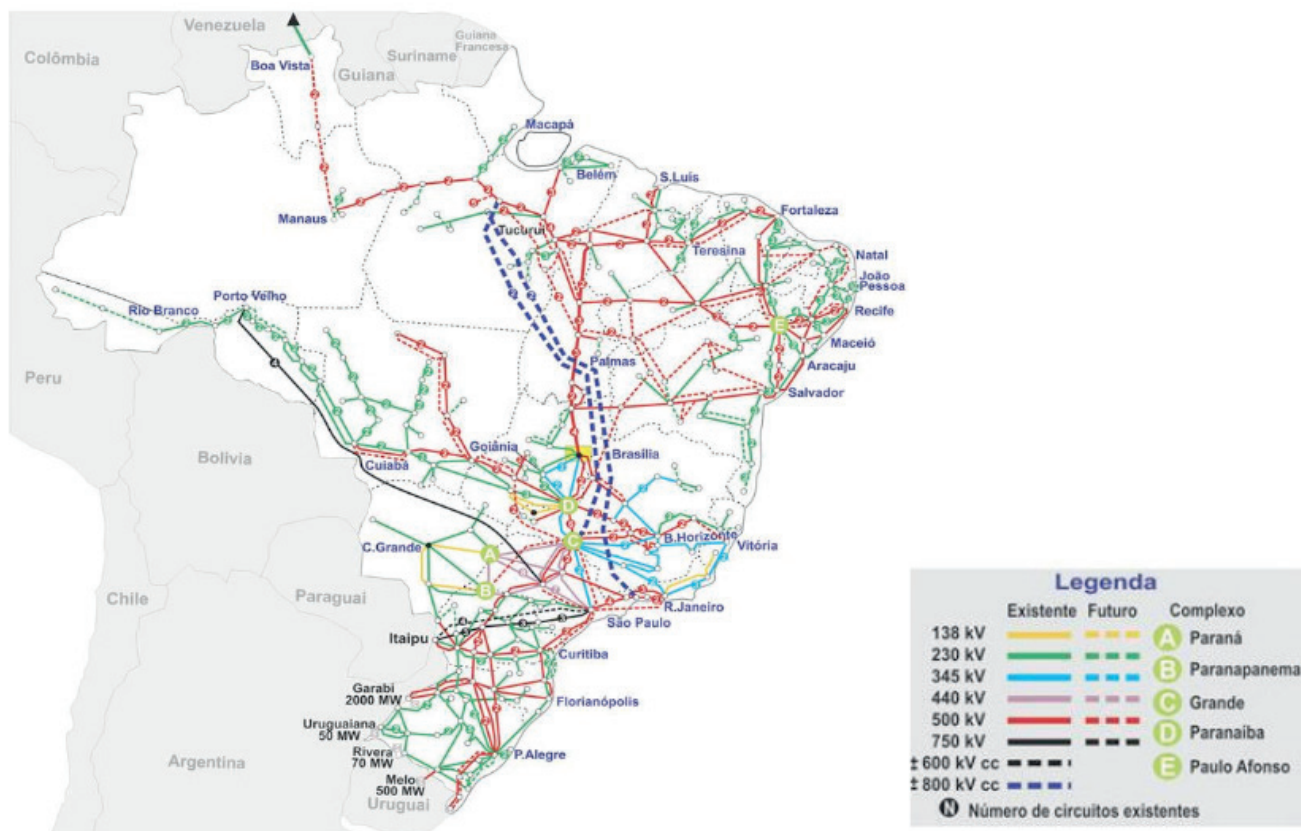 Venezuela
Guiana
Francesa
Colômbia
Suriname
Boa Vista
Guiana
Macapá
Belém
S.Luís
Manaus
Fortaleza
Tucuruí
Teresina
Natal
João
Pessoa
Porto Velho
Rio Branco
Recife
E
Maceió
Palmas
Aracaju
Peru
Salvador
4
Goiânia
Brasília
Bolívia
Cuiabá
D
B.Horizonte
Vitória
C
C.Grande
A
B
Chile
Paraguai
R.Janeiro
São Paulo
Itaipu
Curitiba
Garabi
2000 MW
Florianópolis
Uruguaiana
50 MW
Rivera
70 MW
P.Alegre
Melo
500 MW
Argentina
Uruguai
Legenda
Existente Futuro Complexo
138 kV A Paraná
230 kV
345 kV B Paranapanema
440 kV C Grande
500 kV D Paranaíba
750 kV
± 600 kV cc E Paulo Afonso
± 800 kV cc
N Número de circuitos existentes